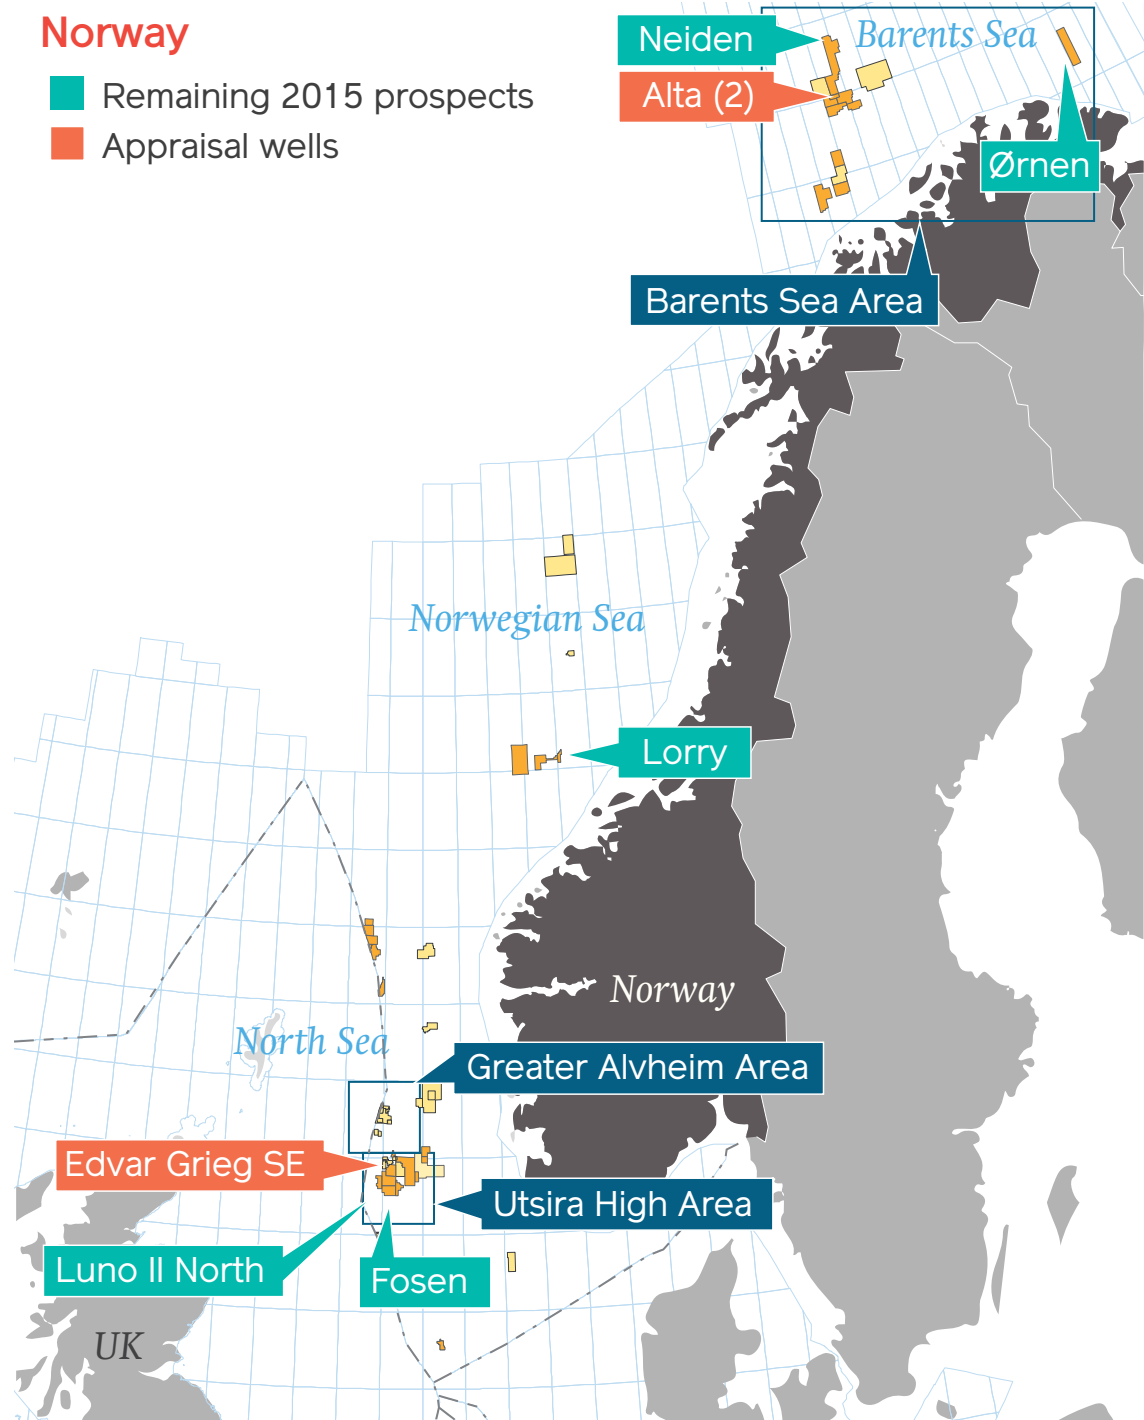 Norway
Remaining 2015 prospects
Appraisal wells
Neiden
Barents Sea
Alta (2)
Ørnen
Barents Sea Area
Norwegian Sea
Lorry
Norway
North Sea
Greater Alvheim Area
Edvar Grieg SE
Utsira High Area
Luno II North
Fosen
UK